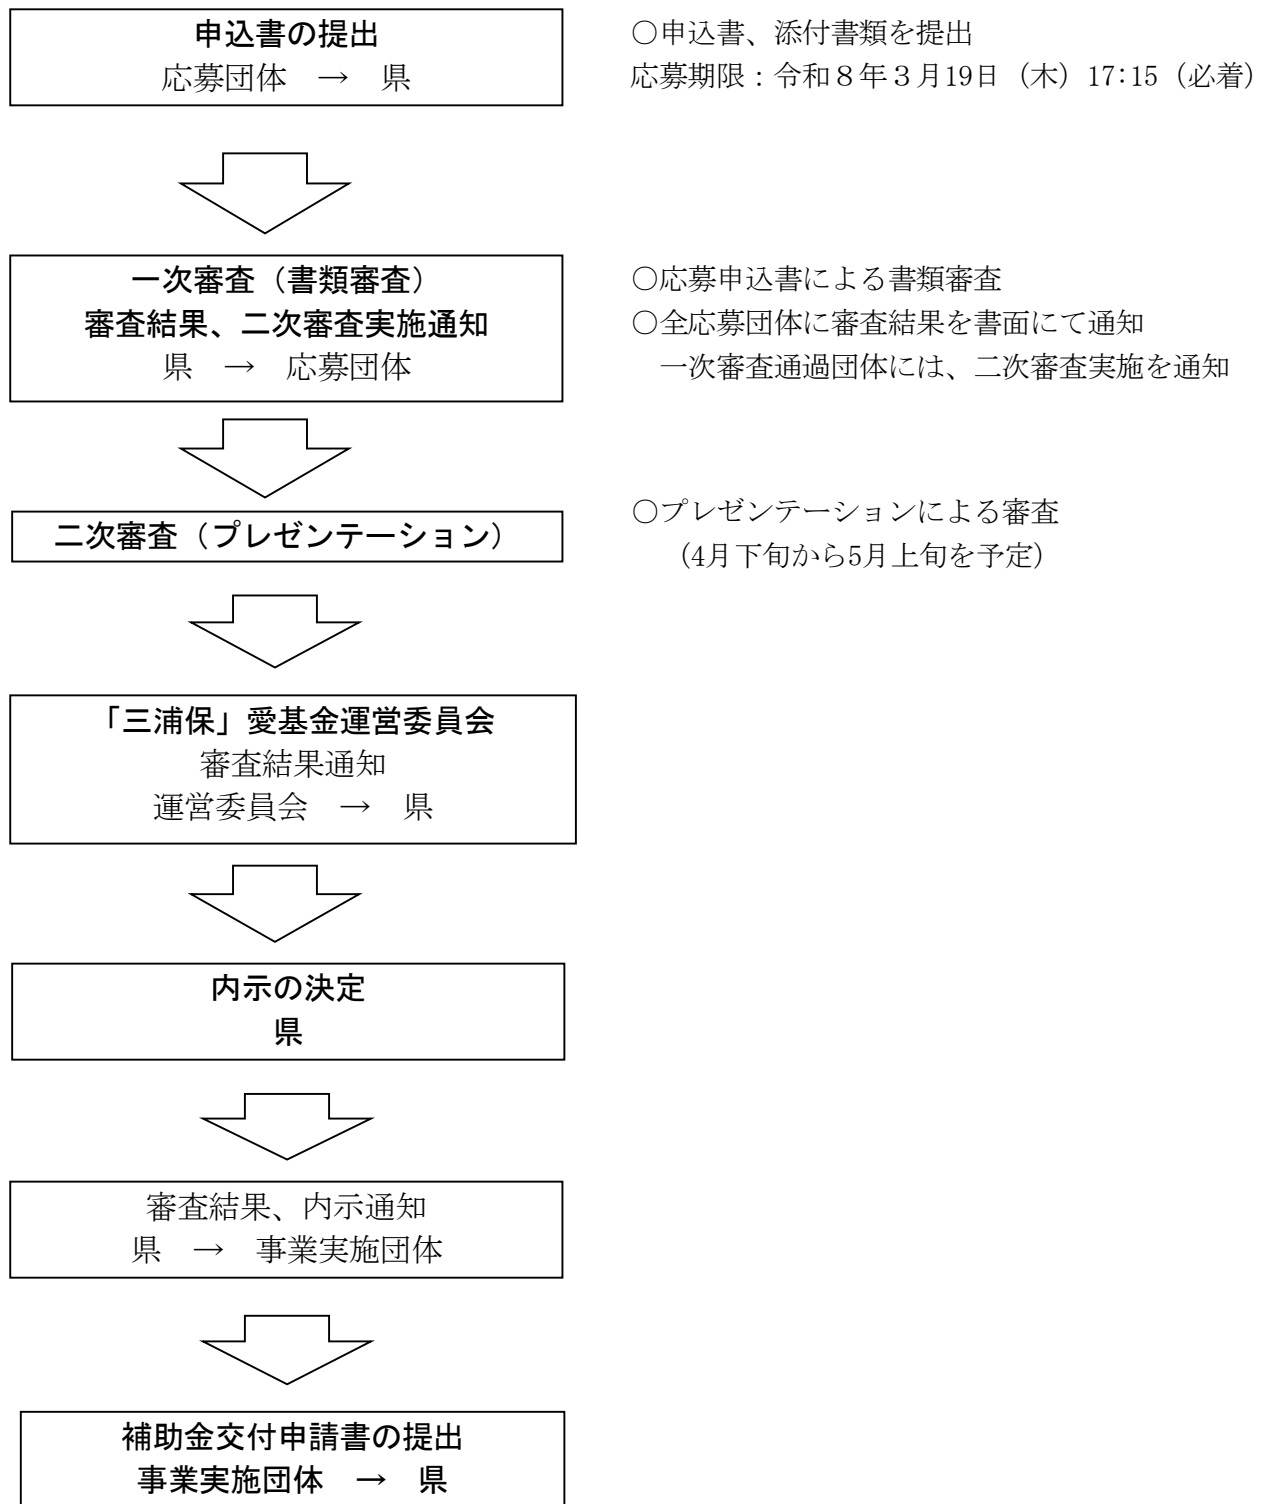 申込書の提出
応募団体　→　県
○申込書、添付書類を提出
応募期限：令和８年３月19日（木）17:15（必着）
一次審査（書類審査）
審査結果、二次審査実施通知
県　→　応募団体
○応募申込書による書類審査
○全応募団体に審査結果を書面にて通知
一次審査通過団体には、二次審査実施を通知
二次審査（プレゼンテーション）
○プレゼンテーションによる審査
（4月下旬から5月上旬を予定）
「三浦保」愛基金運営委員会
審査結果通知
運営委員会　→　県
内示の決定
県
審査結果、内示通知
県　→　事業実施団体
補助金交付申請書の提出
事業実施団体　→　県